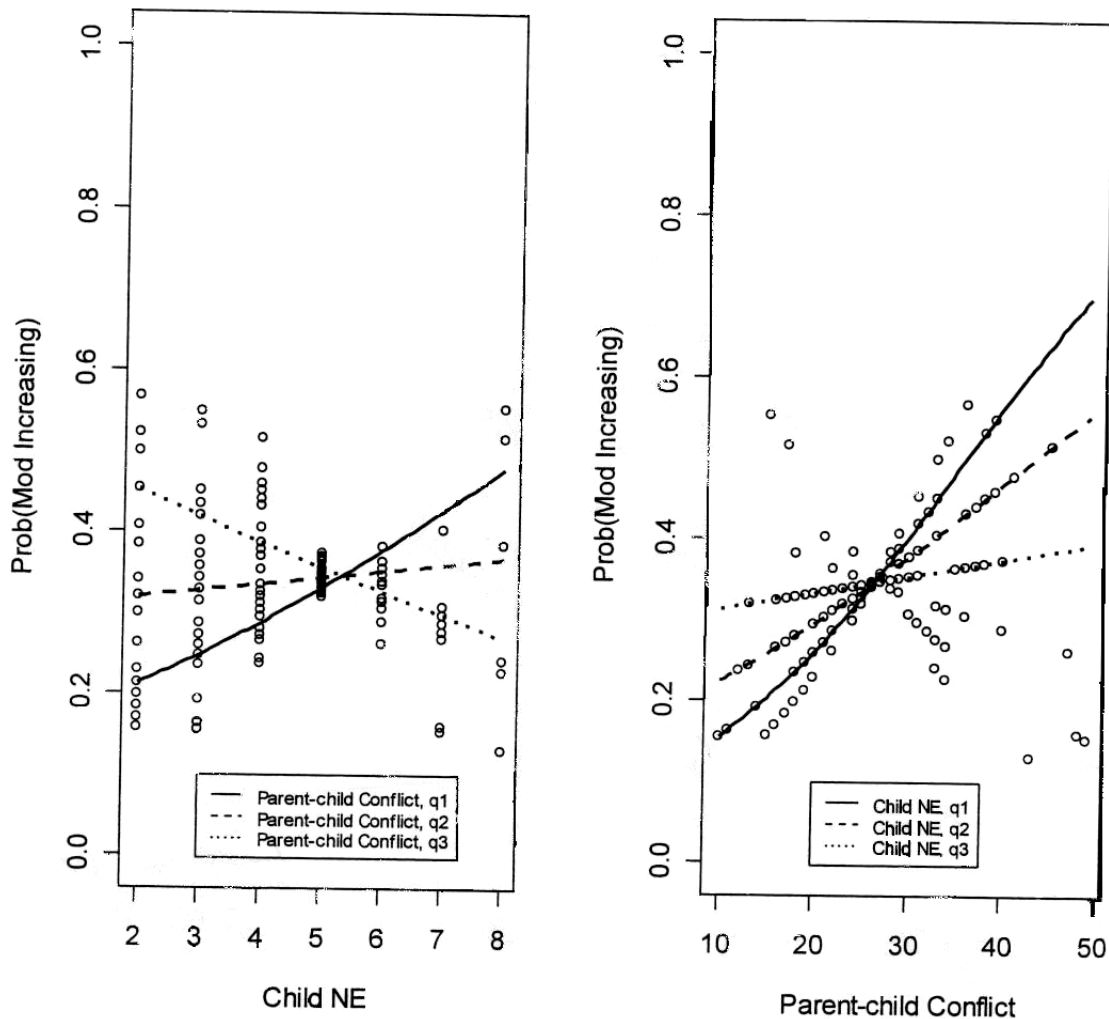 Prob(Mod Increasing)
1.0
0.8
0.6
0.4
0.2
0.0
2 3 4 5 6 7 8
Child NE
Parent-child Conflict, q1
Parent-child Conflict, q2
Parent-child Conflict, q3
Prob(Mod Increasing)
1.0
0.8
0.6
0.4
0.2
0.0
10 20 30 40 50
Parent-child Conflict
Child NE, q1
Child NE, q2
Child NE, q3